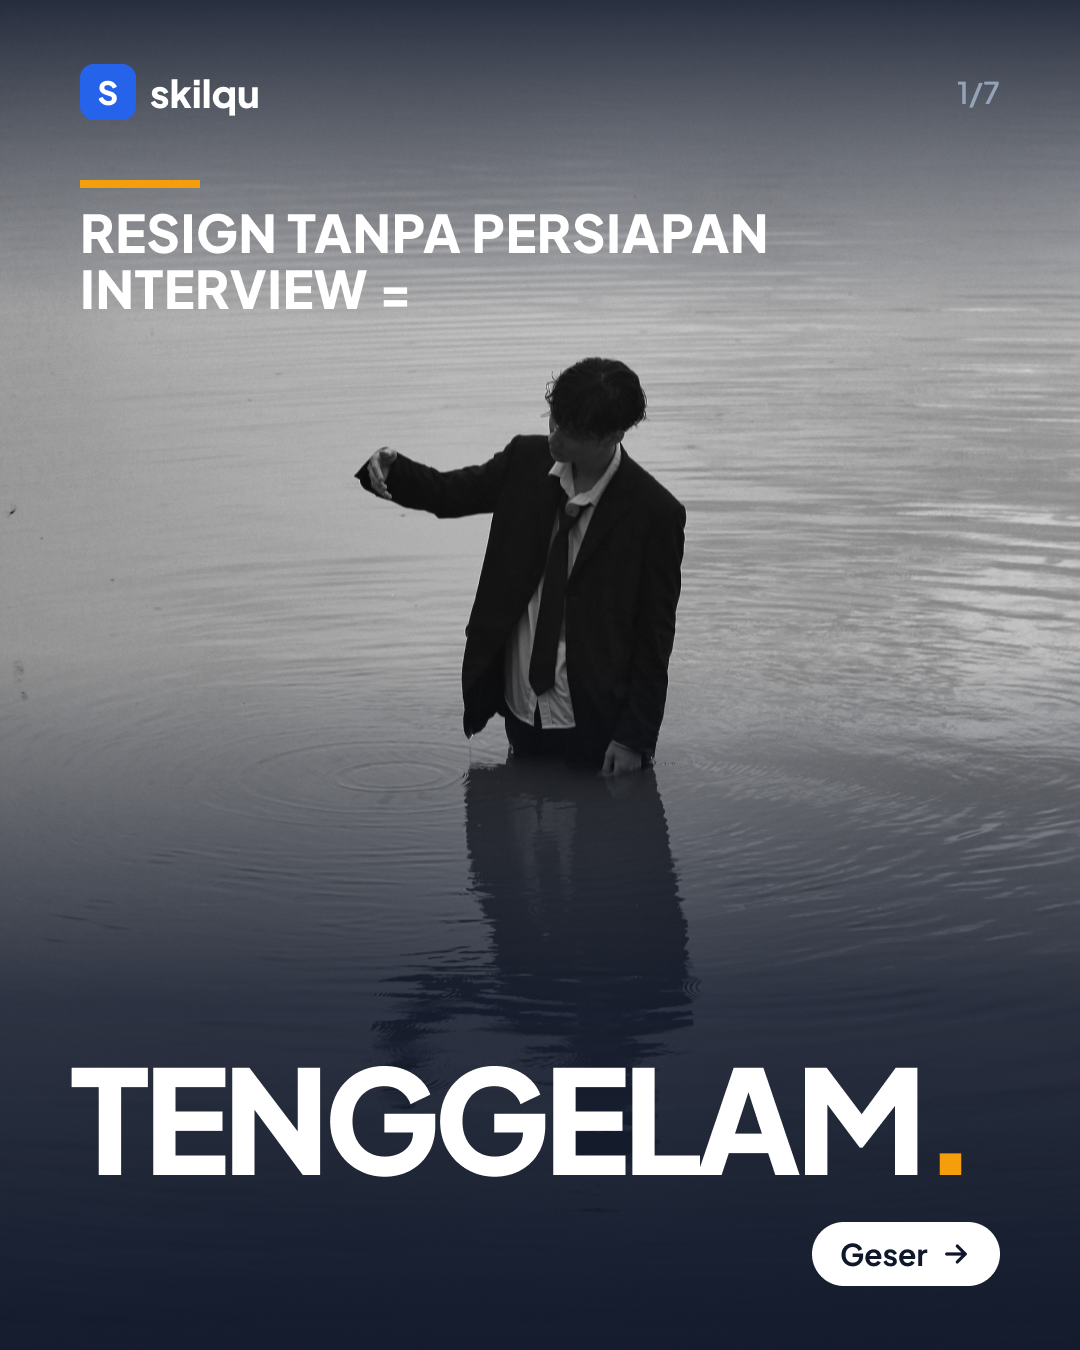 S skilqu
1/7
RESIGN TANPA PERSIAPAN
INTERVIEW =
TENGGELAM.
Geser →